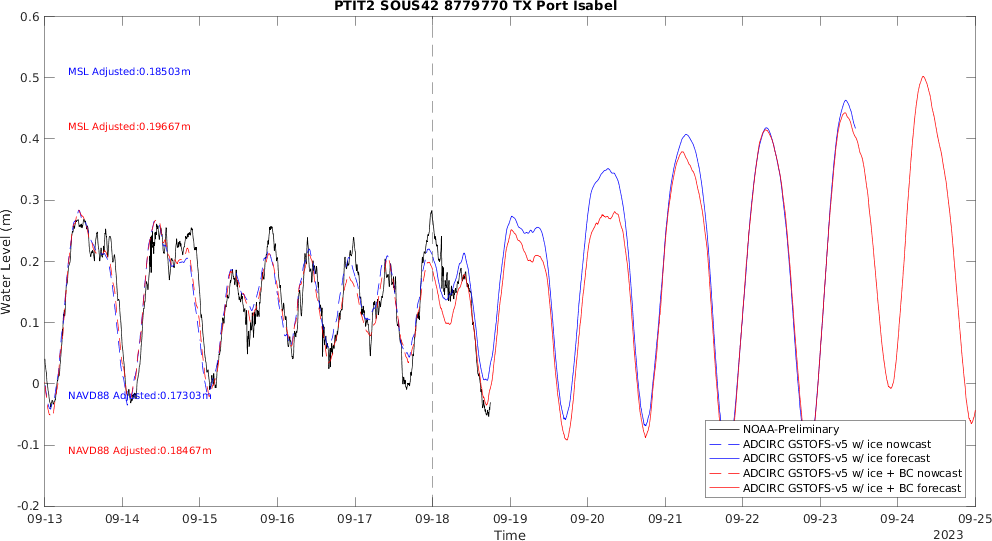 PTIT2 SOUS42 8779770 TX Port Isabel
0.6
0.5
0.4
0.3
0.2
0.1
0
-0.1
-0.2
Water Level (m)
MSL Adjusted:0.18503m
MSL Adjusted:0.19667m
NAVD88 Adjusted:0.17303m
NAVD88 Adjusted:0.18467m
NOAA-Preliminary
ADCIRC GSTOFS-v5 w/ ice nowcast
ADCIRC GSTOFS-v5 w/ ice forecast
ADCIRC GSTOFS-v5 w/ ice + BC nowcast
ADCIRC GSTOFS-v5 w/ ice + BC forecast
09-13 09-14 09-15 09-16 09-17 09-18 09-19 09-20 09-21 09-22 09-23 09-24 09-25
Time
2023